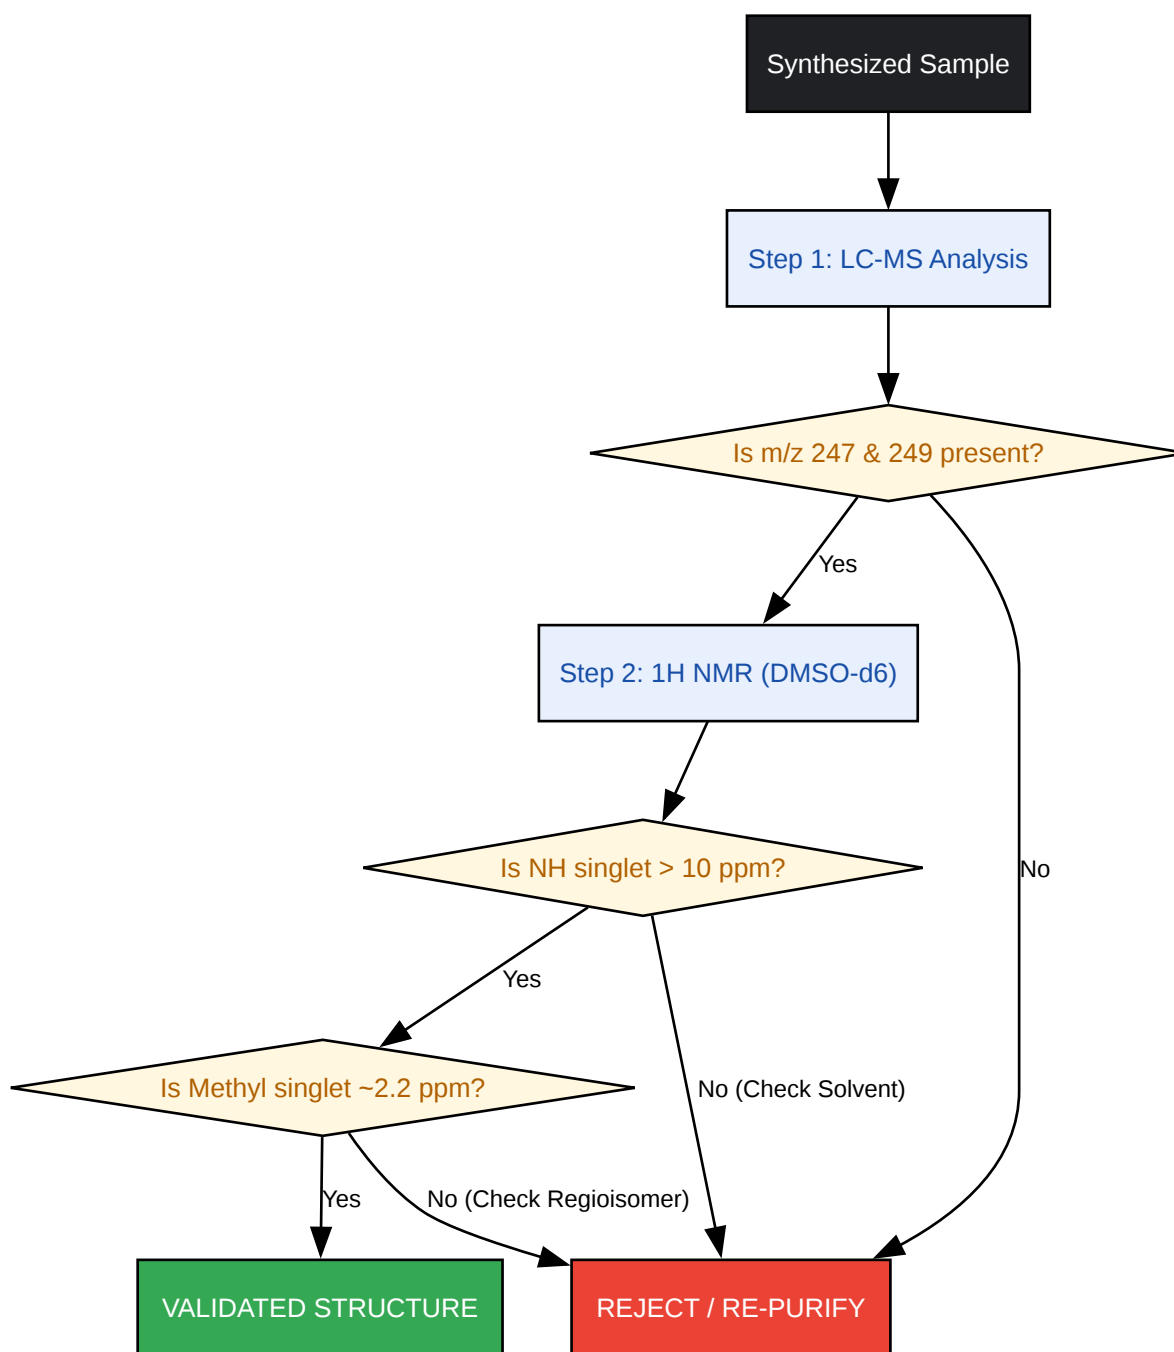 Synthesized Sample
Step 1: LC-MS Analysis
Is m/z 247 & 249 present?
Yes
Step 2: 1H NMR (DMSO-d6)
Is NH singlet > 10 ppm?
No
Yes
Is Methyl singlet ~2.2 ppm?
No (Check Solvent)
Yes
No (Check Regioisomer)
VALIDATED STRUCTURE
REJECT / RE-PURIFY